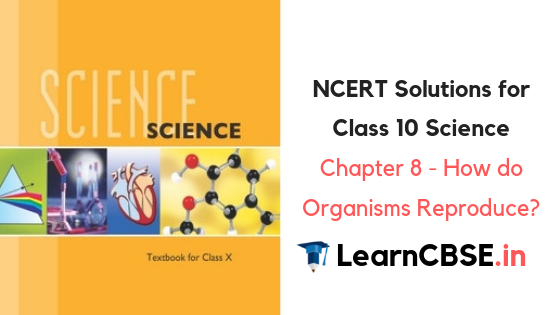 SCIENCE
SCIENCE
Textbook for Class X
NCERT Solutions for
Class 10 Science
Chapter 8 - How do
Organisms Reproduce?
LearnCBSE.in